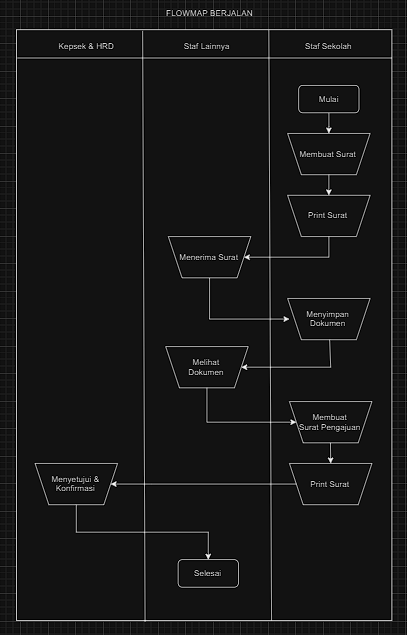 FLOWMAP BERJALAN
Kepsek & HRD
Staf Lainnya
Staf Sekolah
Mulai
Membuat Surat
Print Surat
Menerima Surat
Menyimpan
Dokumen
Melihat
Dokumen
Membuat
Surat Pengajuan
Menyetujui &
Konfirmasi
Print Surat
Selesai